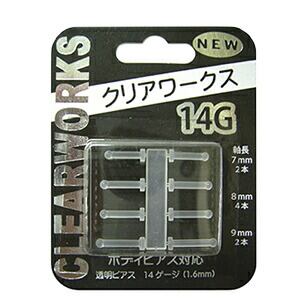 NEW
CLEARWORKS
クリアワークス
14G
軸長
7mm
2本
8mm
4本
9mm
2本
ボディピアス対応
透明ピアス 14ゲージ(1.6mm)